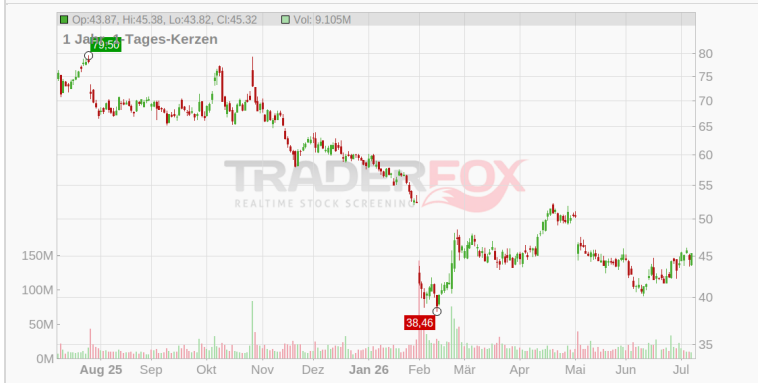 Op:43.87, Hi:45.38, Lo:43.82, Cl:45.32 Vol: 9.105M
1 Jahr, 1-Tages-Kerzen
79,50
80
75
70
65
60
TRADERFOX
REALTIME STOCK SCREENING
55
50
150M 45
100M 40
38,46
50M 35
0M
Aug 25 Sep Okt Nov Dez Jan 26 Feb Mär Apr Mai Jun Jul